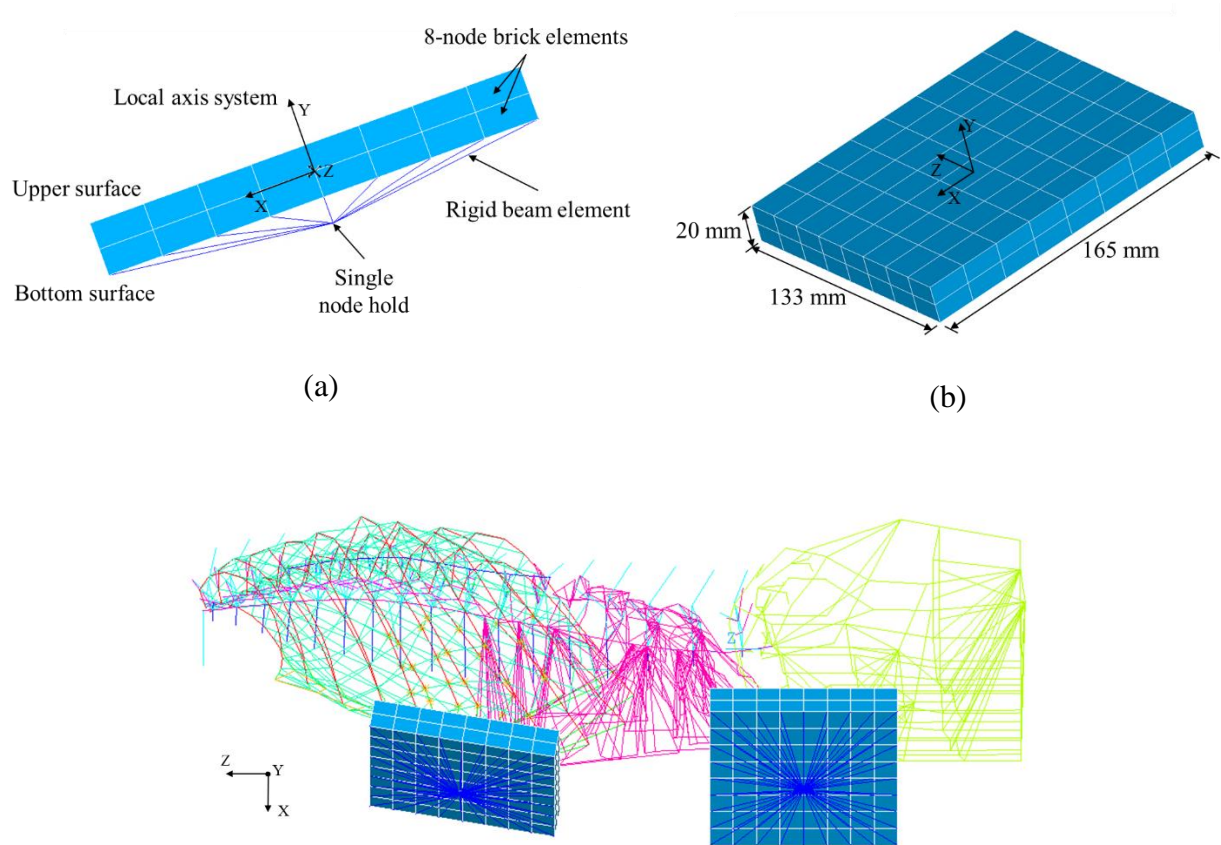 8-node brick elements
Local axis system
Y
Z
X
Upper surface
Rigid beam element
Bottom surface
Single
node hold
(a)
Y
Z
X
20 mm
133 mm
165 mm
(b)
Z
Z
Y
X